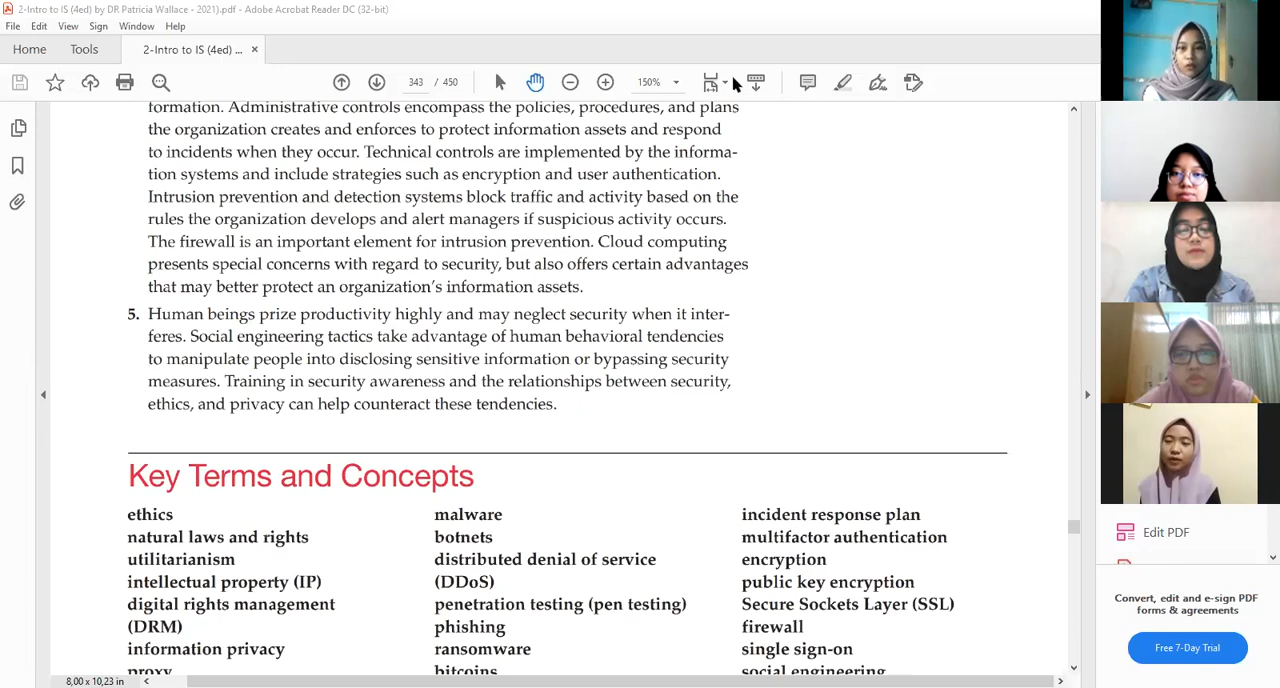 2-Intro to IS (4ed) by DR Patricia Wallace - 2021).pdf - Adobe Acrobat Reader DC (32-bit)
File Edit View Sign Window Help
Home Tools 2-Intro to IS (4ed) ... ×
343 / 450 150%
formation. Administrative controls encompass the policies, procedures, and plans
the organization creates and enforces to protect information assets and respond
to incidents when they occur. Technical controls are implemented by the informa-
tion systems and include strategies such as encryption and user authentication.
Intrusion prevention and detection systems block traffic and activity based on the
rules the organization develops and alert managers if suspicious activity occurs.
The firewall is an important element for intrusion prevention. Cloud computing
presents special concerns with regard to security, but also offers certain advantages
that may better protect an organization's information assets.
5. Human beings prize productivity highly and may neglect security when it inter-
feres. Social engineering tactics take advantage of human behavioral tendencies
to manipulate people into disclosing sensitive information or bypassing security
measures. Training in security awareness and the relationships between security,
ethics, and privacy can help counteract these tendencies.
Key Terms and Concepts
ethics
natural laws and rights
utilitarianism
intellectual property (IP)
digital rights management
(DRM)
information privacy
proxy
malware
botnets
distributed denial of service
(DDoS)
penetration testing (pen testing)
phishing
ransomware
bitcoins
incident response plan
multifactor authentication
encryption
public key encryption
Secure Sockets Layer (SSL)
firewall
single sign-on
social engineering
8,00 x 10,23 in
Edit PDF
Convert, edit and e-sign PDF
forms & agreements
Free 7-Day Trial